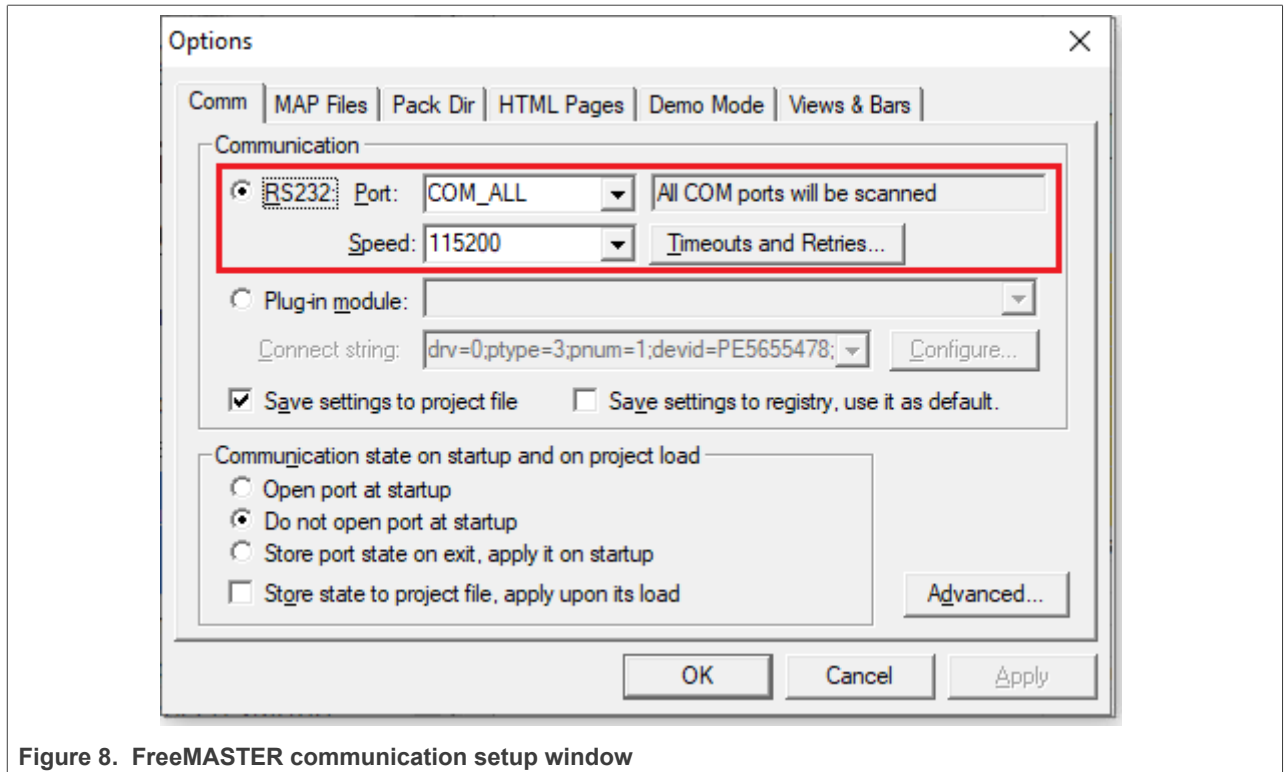 Options
Comm MAP Files Pack Dir HTML Pages Demo Mode Views & Bars
Communication
RS232: Port: COM_ALL All COM ports will be scanned
Speed: 115200 Timeouts and Retries...
Plug-in module:
Connect string: drv=0;ptype=3;pnum=1;devid=PE5655478; Configure...
Save settings to project file Save settings to registry, use it as default.
Communication state on startup and on project load
Open port at startup
Do not open port at startup
Store port state on exit, apply it on startup
Store state to project file, apply upon its load Advanced...
OK Cancel Apply
Figure 8. FreeMASTER communication setup window